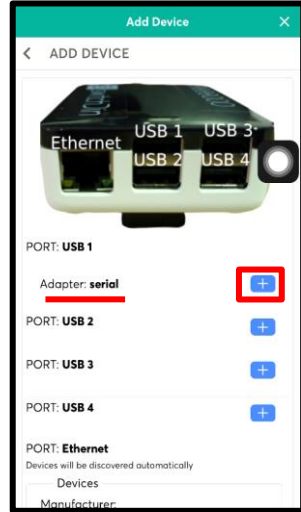 Add Device
ADD DEVICE
Ethernet
USB 1
USB 3
USB 2
USB 4
PORT: USB 1
Adapter: serial
PORT: USB 2
PORT: USB 3
PORT: USB 4
PORT: Ethernet
Devices will be discovered automatically
Devices
Manufacturer: